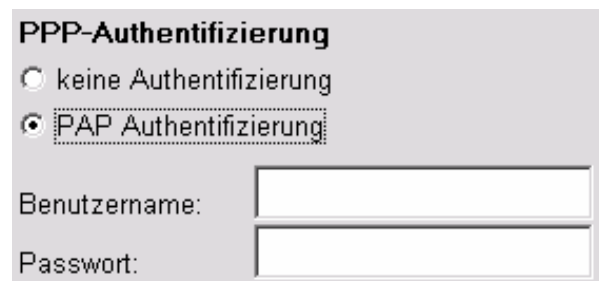 PPP-Authentifizierung
keine Authentifizierung
PAP Authentifizierung
Benutzername:
Passwort: